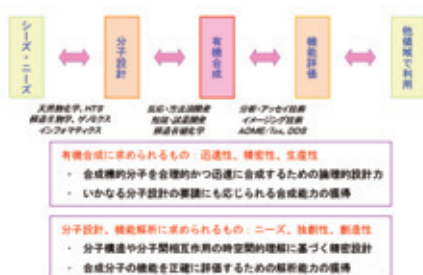 シーズ・ニーズ
分子設計
有機合成
機能評価
他領域で利用
天然物化学, HTS
構造生物学, ゲノミクス
インフォマティクス
反応・方法論開発
触媒・試薬開発
構造有機化学
分析・アッセイ技術
イメージング技術
ADME/Tox, DDS
有機合成に求められるもの：迅速性、精密性、生産性
・ 合成標的分子を合理的かつ迅速に合成するための論理的設計力
・ いかなる分子設計の要請にも応じられる合成能力の獲得
分子設計、機能解析に求められるもの：ニーズ、独創性、創造性
・ 分子構造や分子間相互作用の時空間的理解に基づく精密設計
・ 合成分子の機能を正確に評価するための解析能力の獲得